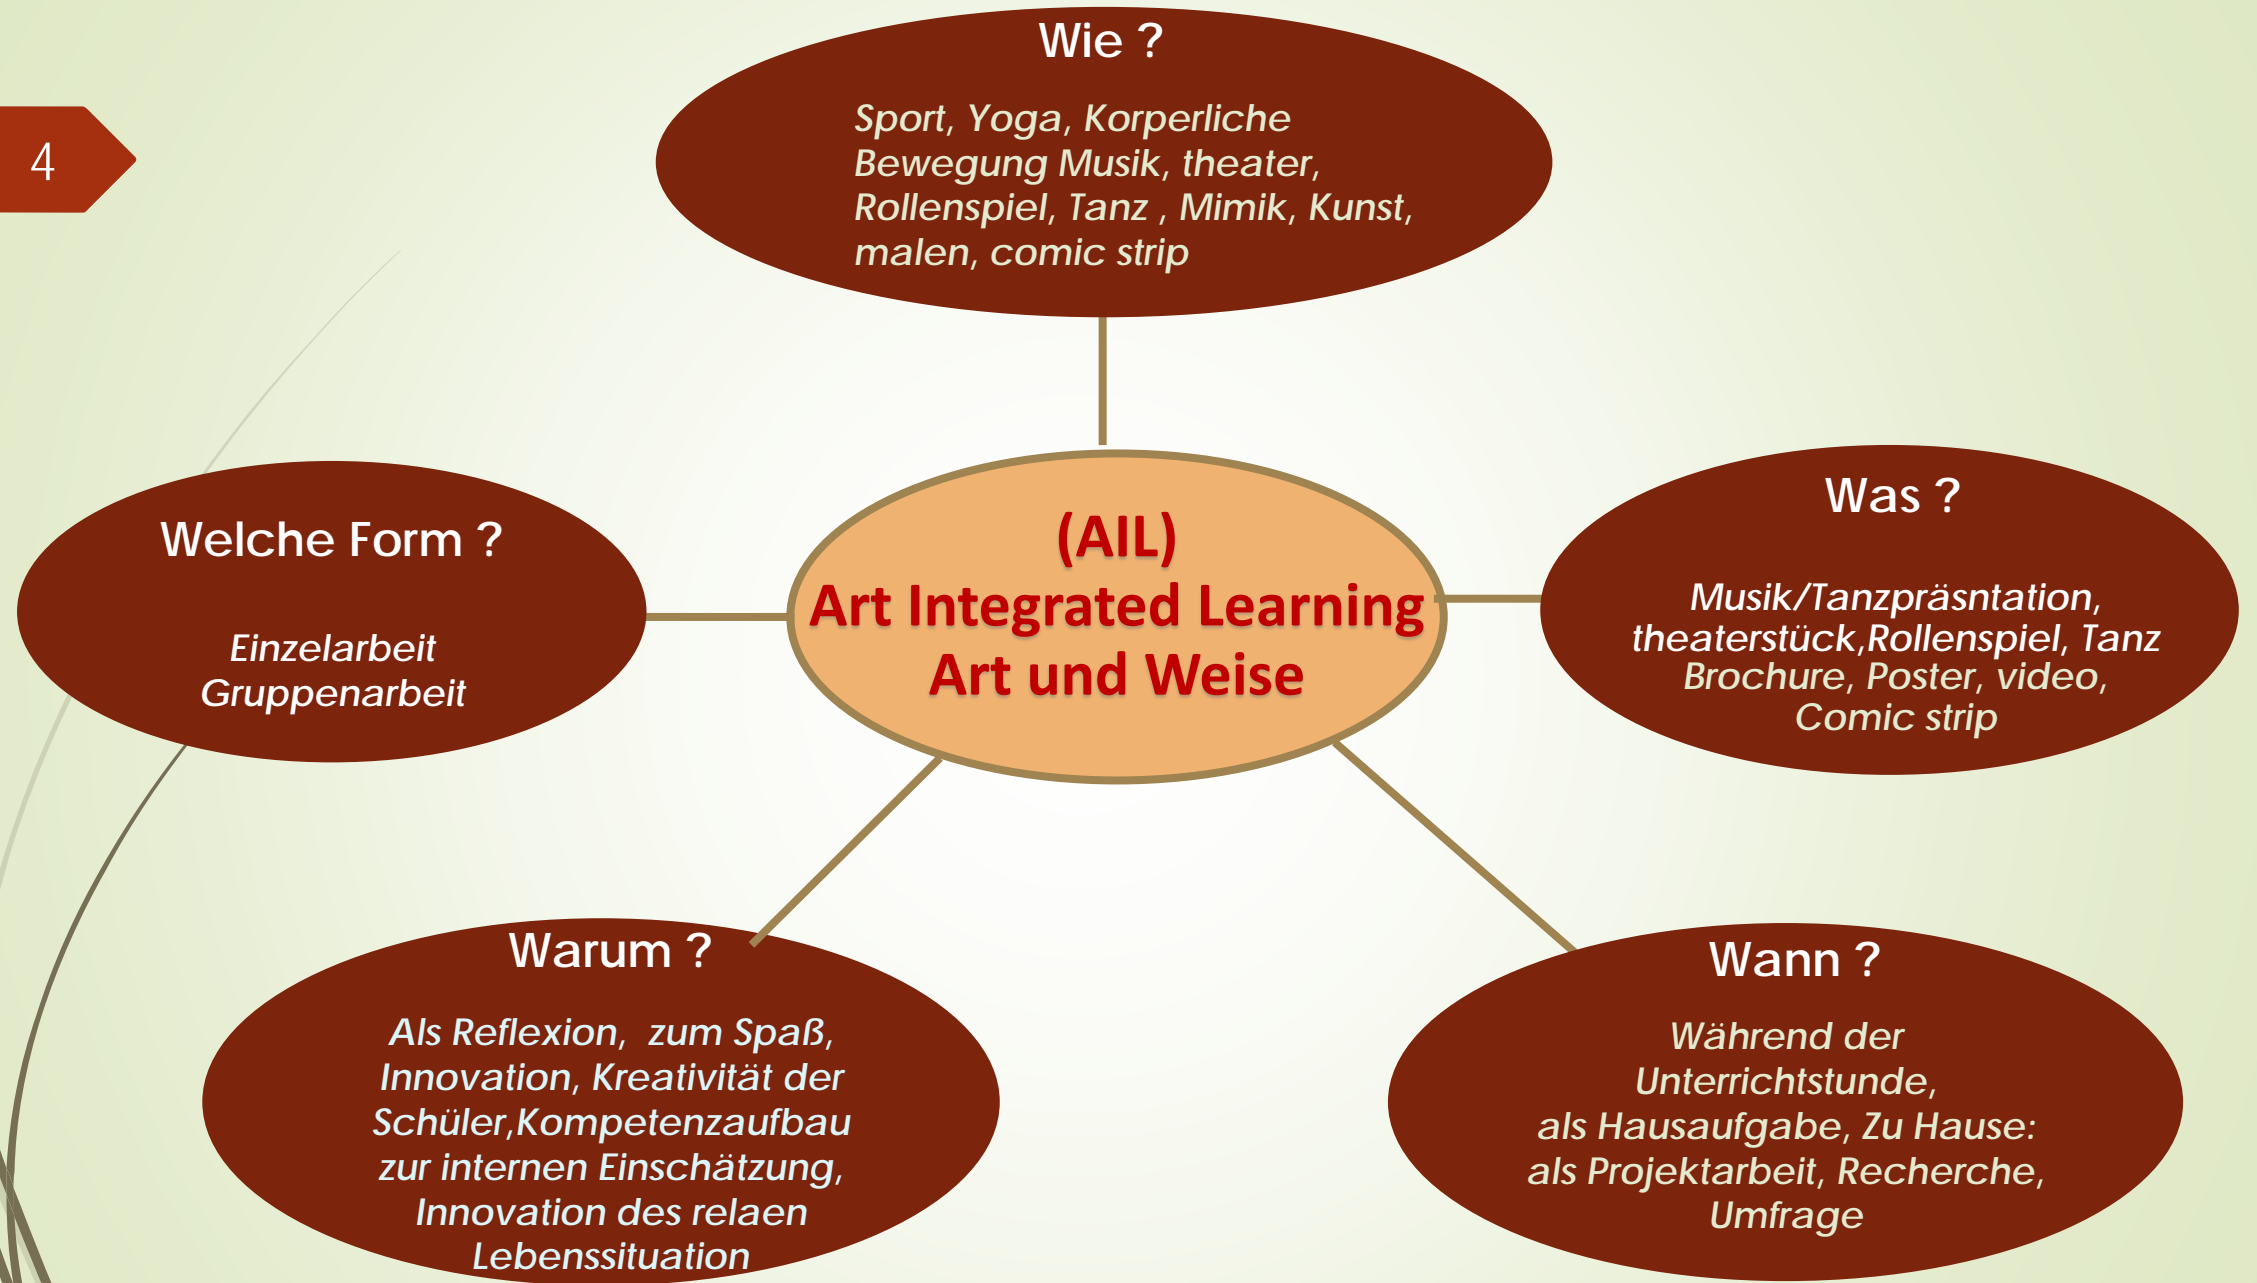 4
Wie ?
Sport, Yoga, Korperliche
Bewegung Musik, theater,
Rollenspiel, Tanz , Mimik, Kunst,
malen, comic strip
Welche Form ?
Einzelarbeit
Gruppenarbeit
(AIL)
Art Integrated Learning
Art und Weise
Was ?
Musik/Tanzpräsntation,
theaterstück,Rollenspiel, Tanz
Brochure, Poster, video,
Comic strip
Warum ?
Als Reflexion, zum Spaß,
Innovation, Kreativität der
Schüler,Kompetenzaufbau
zur internen Einschätzung,
Innovation des relaen
Lebenssituation
Wann ?
Während der
Unterrichtstunde,
als Hausaufgabe, Zu Hause:
als Projektarbeit, Recherche,
Umfrage